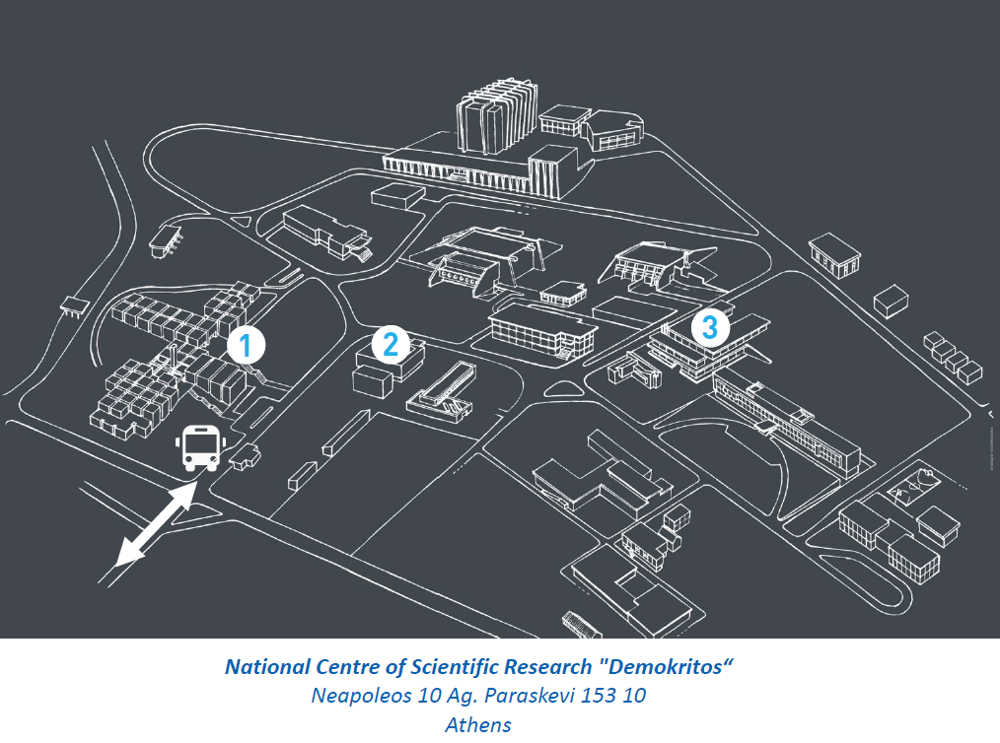 1
2
3
National Centre of Scientific Research "Demokritos“
Neapoleos 10 Ag. Paraskevi 153 10
Athens